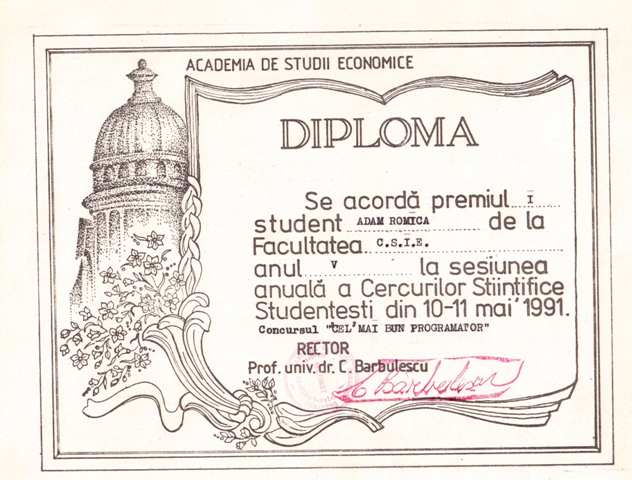 ACADEMIA DE STUDII ECONOMICE
DIPLOMA
Se acordă premiul I
student ADAM ROMICA de la
Facultatea C.S.I.E.
anul V la sesiunea
anuală a Cercurilor Stiintifice
Studentesti din 10-11 mai 1991.
Concursul "CEL MAI BUN PROGRAMATOR"
RECTOR
Prof. univ. dr. C. Barbulescu
C Barbulescu